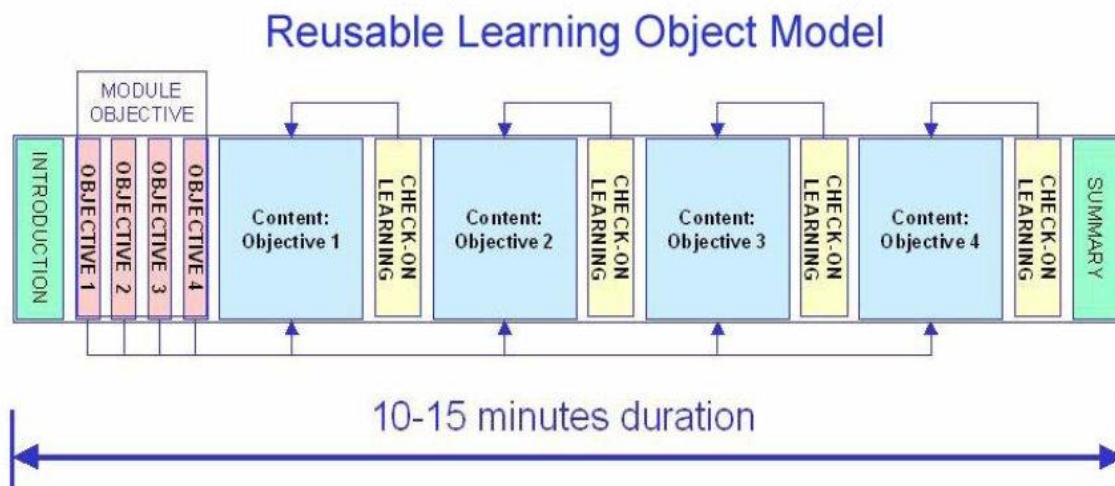 Reusable Learning Object Model
MODULE
OBJECTIVE
INTRODUCTION
OBJECTIVE 1
OBJECTIVE 2
OBJECTIVE 3
OBJECTIVE 4
Content:
Objective 1
CHECK-ON
LEARNING
Content:
Objective 2
CHECK-ON
LEARNING
Content:
Objective 3
CHECK-ON
LEARNING
Content:
Objective 4
CHECK-ON
LEARNING
SUMMARY
10-15 minutes duration